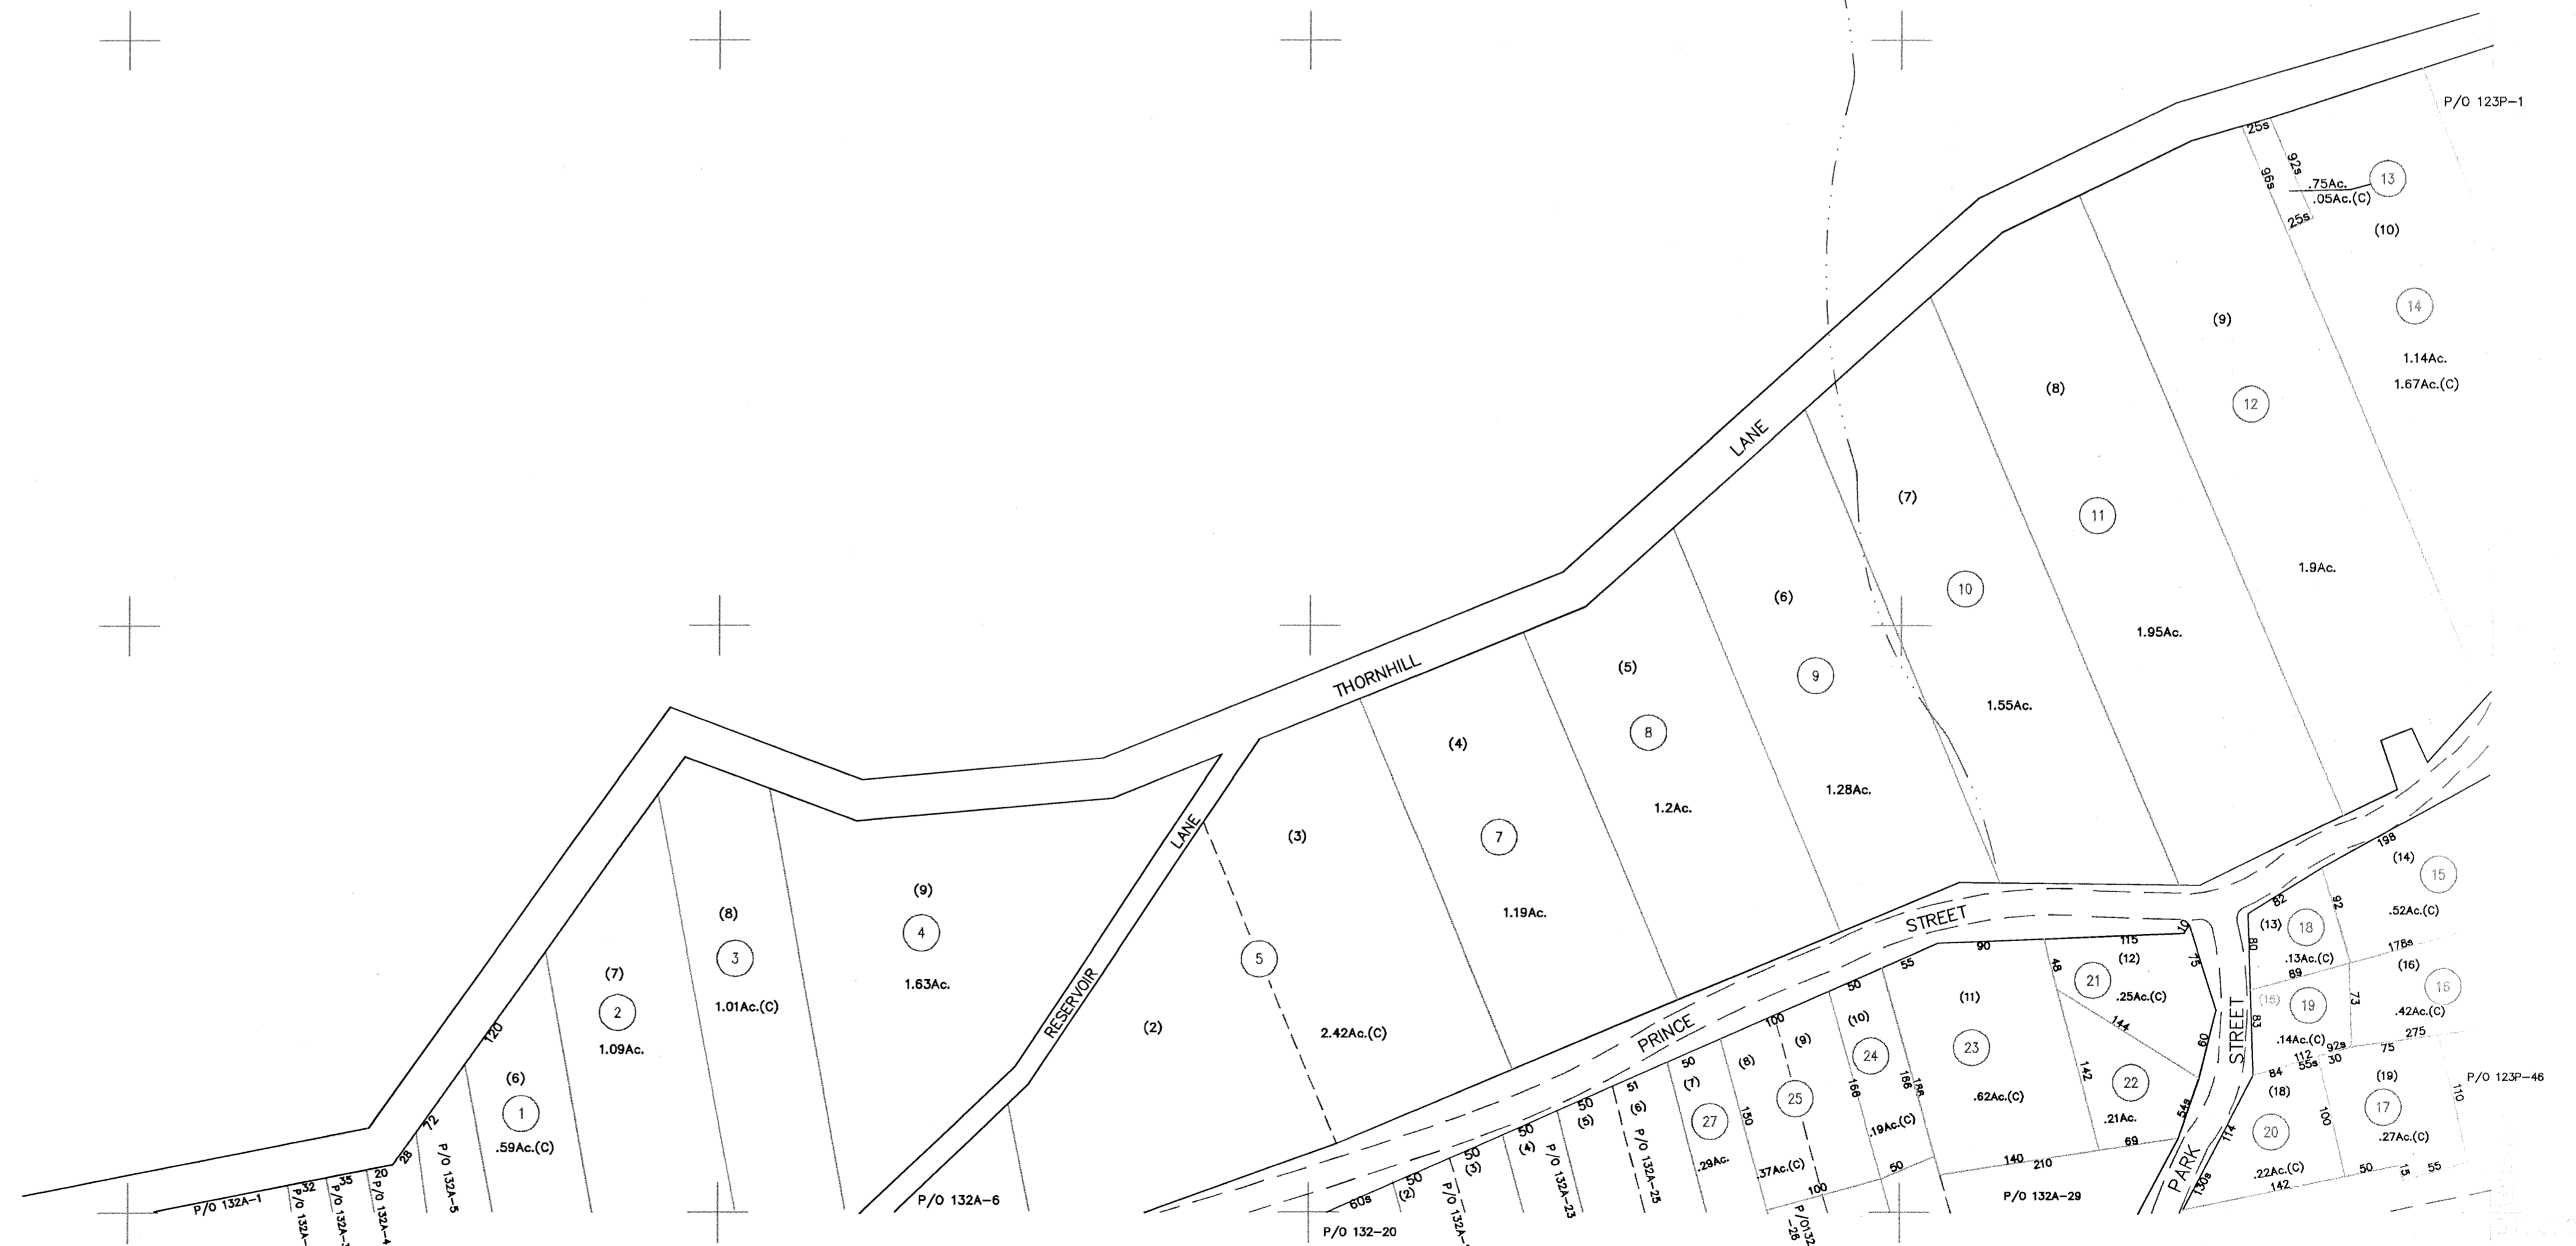 P/O 123P-1
25s
92s
96s
.75Ac.
.05Ac.(C)
13
25s
(10)
14
1.14Ac.
1.67Ac.(C)
(9)
12
1.9Ac.
(8)
11
1.95Ac.
LANE
(7)
10
1.55Ac.
(6)
9
1.28Ac.
(5)
8
1.2Ac.
THORNHILL
(4)
7
1.19Ac.
(3)
5
2.42Ac.(C)
(2)
LANE
RESERVOIR
(9)
4
1.63Ac.
(8)
3
1.01Ac.(C)
(7)
2
1.09Ac.
120
(6)
1
.59Ac.(C)
72
28
20
35
32
P/O 132A-1
P/O 132A-
P/O 132A-4
P/O 132A-5
P/O 132A-6
STREET
PRINCE
198
(14)
15
.52Ac.(C)
92
82
(13)
18
.13Ac.(C)
80
178s
(16)
16
.42Ac.(C)
275
89
(15)
19
.14Ac.(C)
73
83
112
92s
75
84
55s
30
(18)
20
.22Ac.(C)
142
100
(19)
17
.27Ac.(C)
110
50
15
55
P/O 123P-46
STREET
PARK
114
130s
10
115
(12)
75
48
21
.25Ac.(C)
144
60
142
22
.21Ac.
54s
69
90
55
(11)
23
.62Ac.(C)
186
140
210
P/O 132A-29
50
(10)
24
166
.19Ac.(C)
50
100
(9)
(8)
25
150
.37Ac.(C)
100
P/O132
-26
50
(7)
27
.29Ac.
51
(6)
P/O 132A-25
50
(5)
P/O 132A-23
50
(4)
50
(3)
P/O 132A-
50
(2)
60s
P/O 132-20